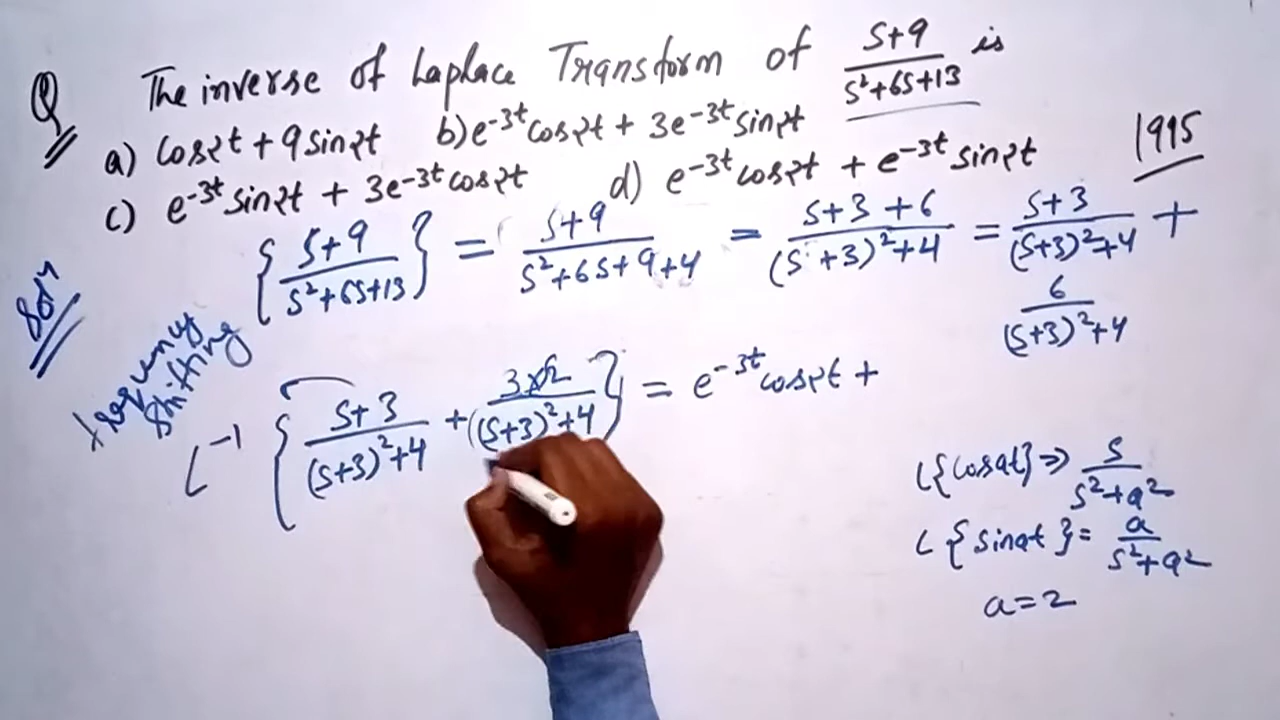 Q The inverse of Laplace Transform of (s+9)/(s²+6s+13) is
a) cos2t + 9sin2t b) e^-3t cos2t + 3e^-3t sin2t
c) e^-3t sin2t + 3e^-3t cos2t d) e^-3t cos2t + e^-3t sin2t
1995
Solⁿ
{(s+9)/(s²+6s+13)} = (s+9)/(s²+6s+9+4) = (s+3+6)/((s+3)²+4) = (s+3)/((s+3)²+4) +
6/((s+3)²+4)
frequency
shifting
L^-1 {(s+3)/((s+3)²+4) + (3×2)/((s+3)²+4)} = e^-3t cos2t +
L{cosat} ⇒ s/(s²+a²)
L{sinat} = a/(s²+a²)
a=2